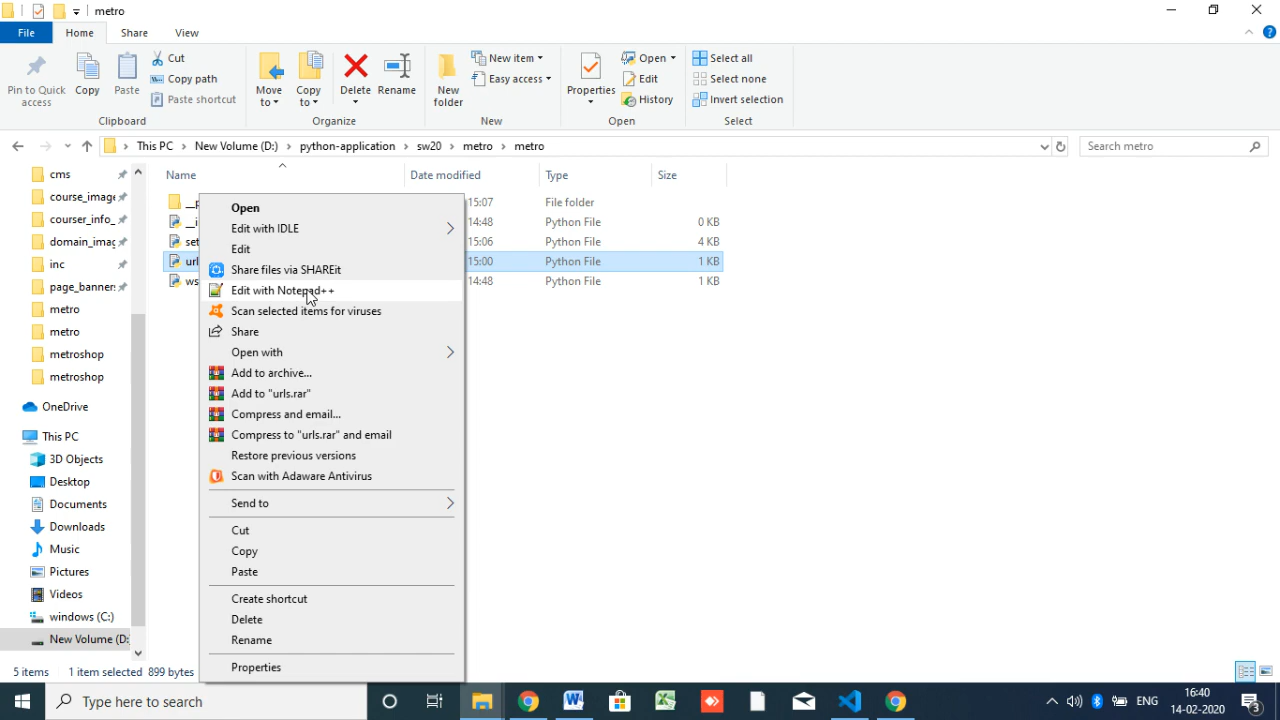 metro
File Home Share View
Pin to Quick access
Copy
Paste
Cut
Copy path
Paste shortcut
Clipboard
Move to
Copy to
Delete
Rename
Organize
New folder
New item
Easy access
New
Properties
Open
Edit
History
Open
Select all
Select none
Invert selection
Select
This PC > New Volume (D:) > python-application > sw20 > metro > metro
Search metro
Name Date modified Type Size
cms
course_image
courser_info_
domain_imag
inc
page_banners
metro
metro
metroshop
metroshop
OneDrive
This PC
3D Objects
Desktop
Documents
Downloads
Music
Pictures
Videos
windows (C:)
New Volume (D:
15:07 File folder
14:48 Python File 0 KB
set 15:06 Python File 4 KB
url 15:00 Python File 1 KB
ws 14:48 Python File 1 KB
Open
Edit with IDLE
Edit
Share files via SHAREit
Edit with Notepad++
Scan selected items for viruses
Share
Open with
Add to archive...
Add to "urls.rar"
Compress and email...
Compress to "urls.rar" and email
Restore previous versions
Scan with Adaware Antivirus
Send to
Cut
Copy
Paste
Create shortcut
Delete
Rename
Properties
5 items 1 item selected 899 bytes
Type here to search
ENG
16:40
14-02-2020
3